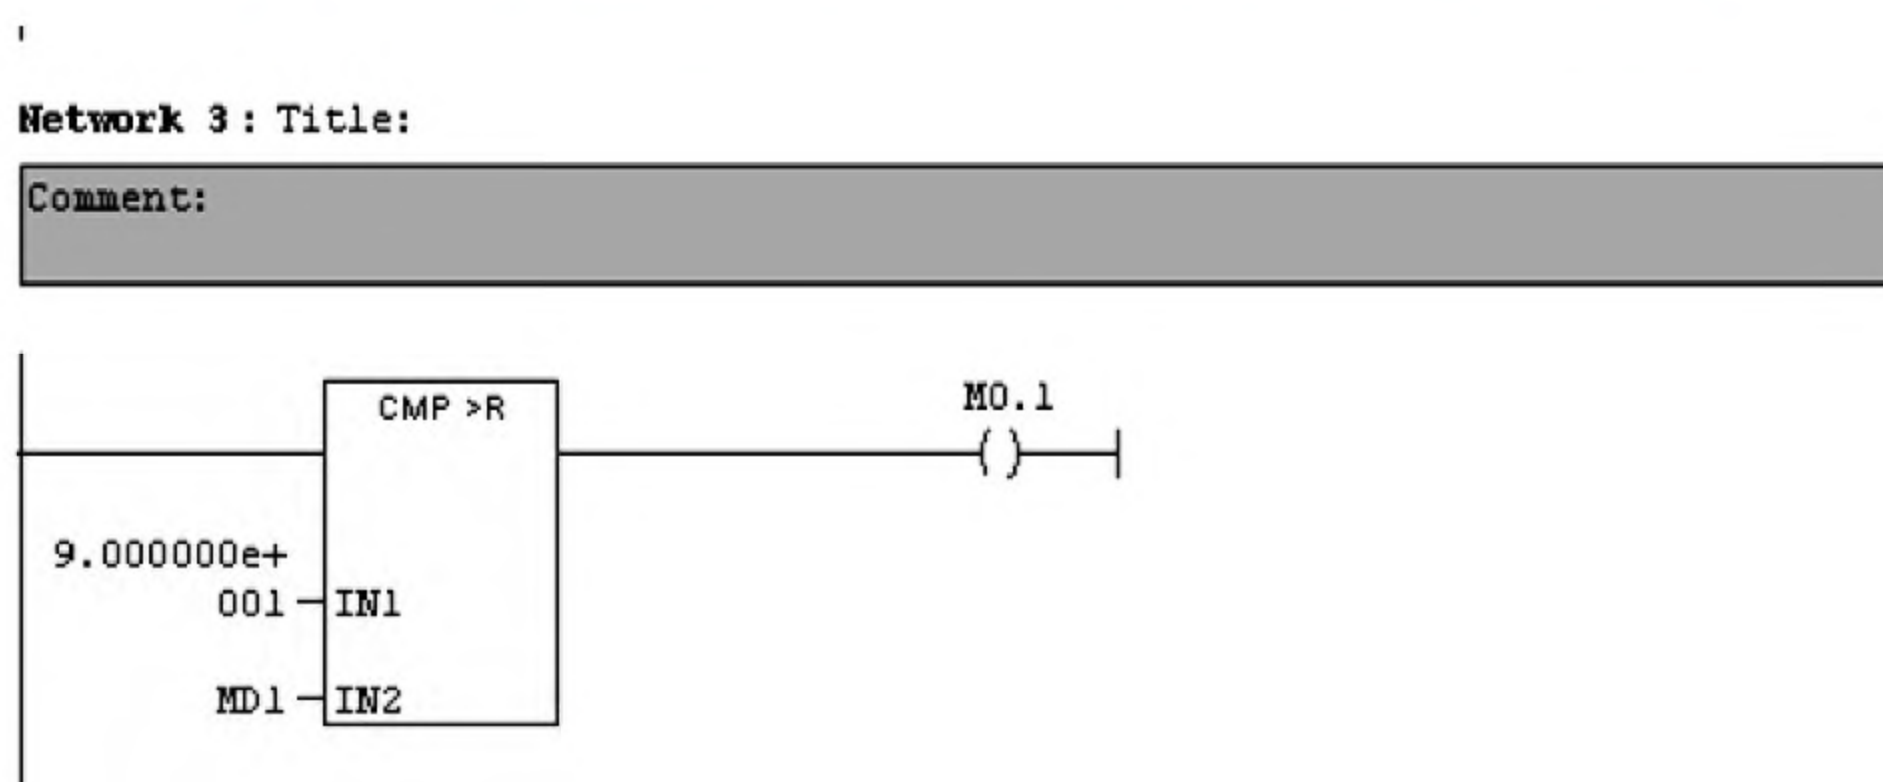 Network 3: Title:
Comment:
CMP >R
M0.1
9.000000e+
001
IN1
MD1
IN2